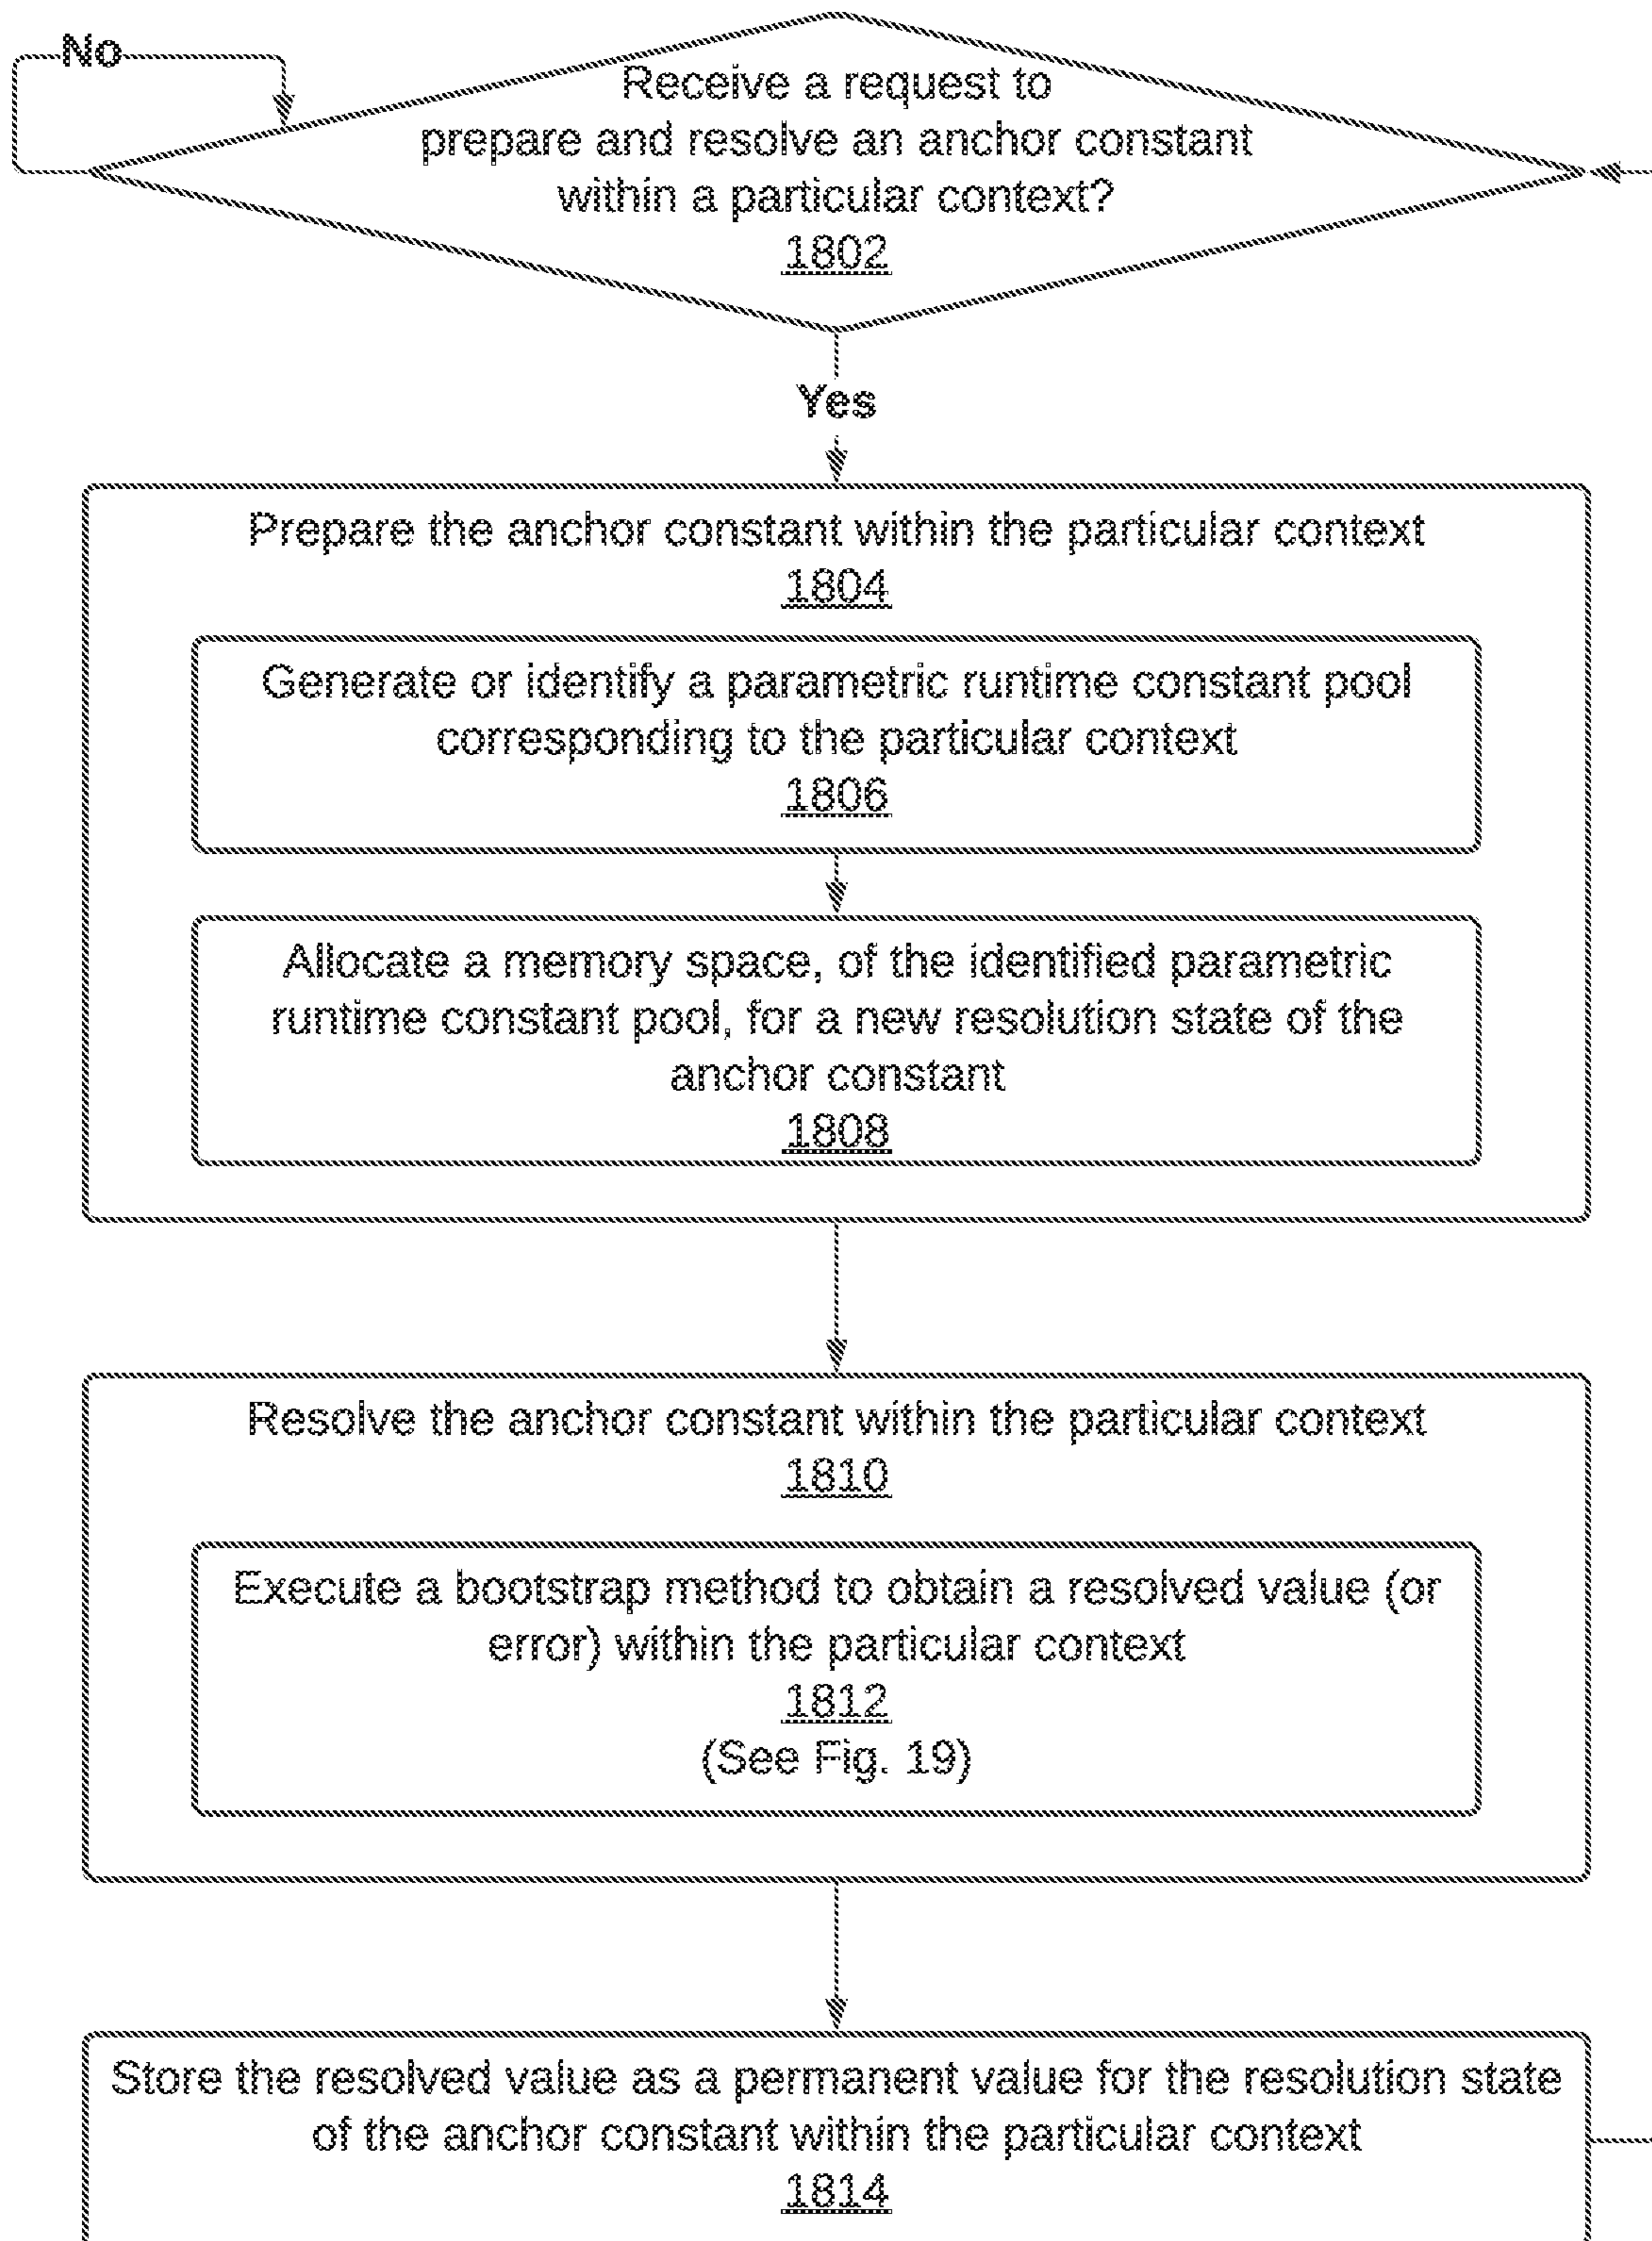 No
Receive a request to
prepare and resolve an anchor constant
within a particular context?
1802
Yes
Prepare the anchor constant within the particular context
1804
Generate or identify a parametric runtime constant pool
corresponding to the particular context
1806
Allocate a memory space, of the identified parametric
runtime constant pool, for a new resolution state of the
anchor constant
1808
Resolve the anchor constant within the particular context
1810
Execute a bootstrap method to obtain a resolved value (or
error) within the particular context
1812
(See Fig. 19)
Store the resolved value as a permanent value for the resolution state
of the anchor constant within the particular context
1814